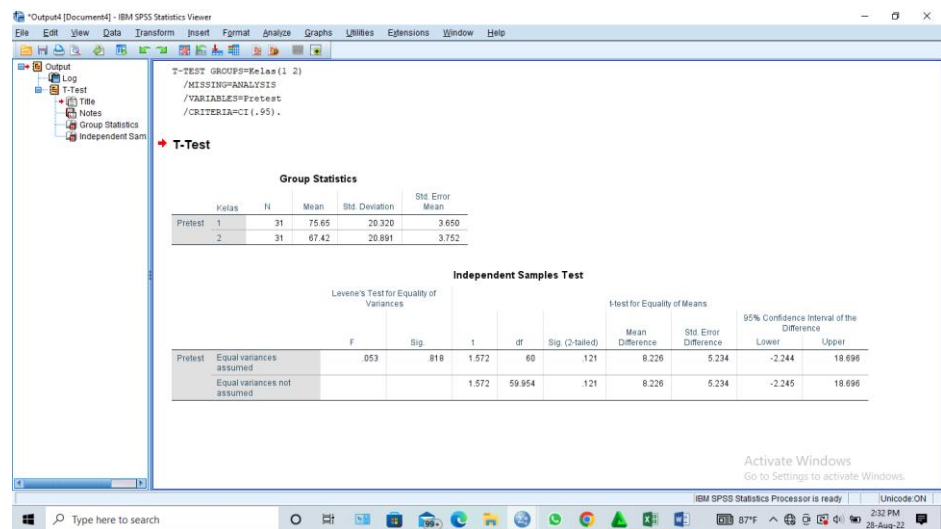 *Output4 [Document4] - IBM SPSS Statistics Viewer
File Edit View Data Transform Insert Format Analyze Graphs Utilities Extensions Window Help
Output
Log
T-Test
Title
Notes
Group Statistics
Independent Sam
T-TEST GROUPS=Kelas(1 2)
/MISSING=ANALYSIS
/VARIABLES=Pretest
/CRITERIA=CI(.95).
T-Test
Group Statistics
Kelas N Mean Std. Deviation Std. Error Mean
Pretest 1 31 75.65 20.320 3.650
2 31 67.42 20.891 3.752
Independent Samples Test
Levene's Test for Equality of Variances t-test for Equality of Means
95% Confidence Interval of the Difference
F Sig. t df Sig. (2-tailed) Mean Difference Std. Error Difference Lower Upper
Pretest Equal variances assumed .053 .818 1.572 60 .121 8.226 5.234 -2.244 18.696
Equal variances not assumed 1.572 59.954 .121 8.226 5.234 -2.245 18.696
Activate Windows
Go to Settings to activate Windows.
IBM SPSS Statistics Processor is ready Unicode:ON
Type here to search 99+ 87°F 2:32 PM
28-Aug-22